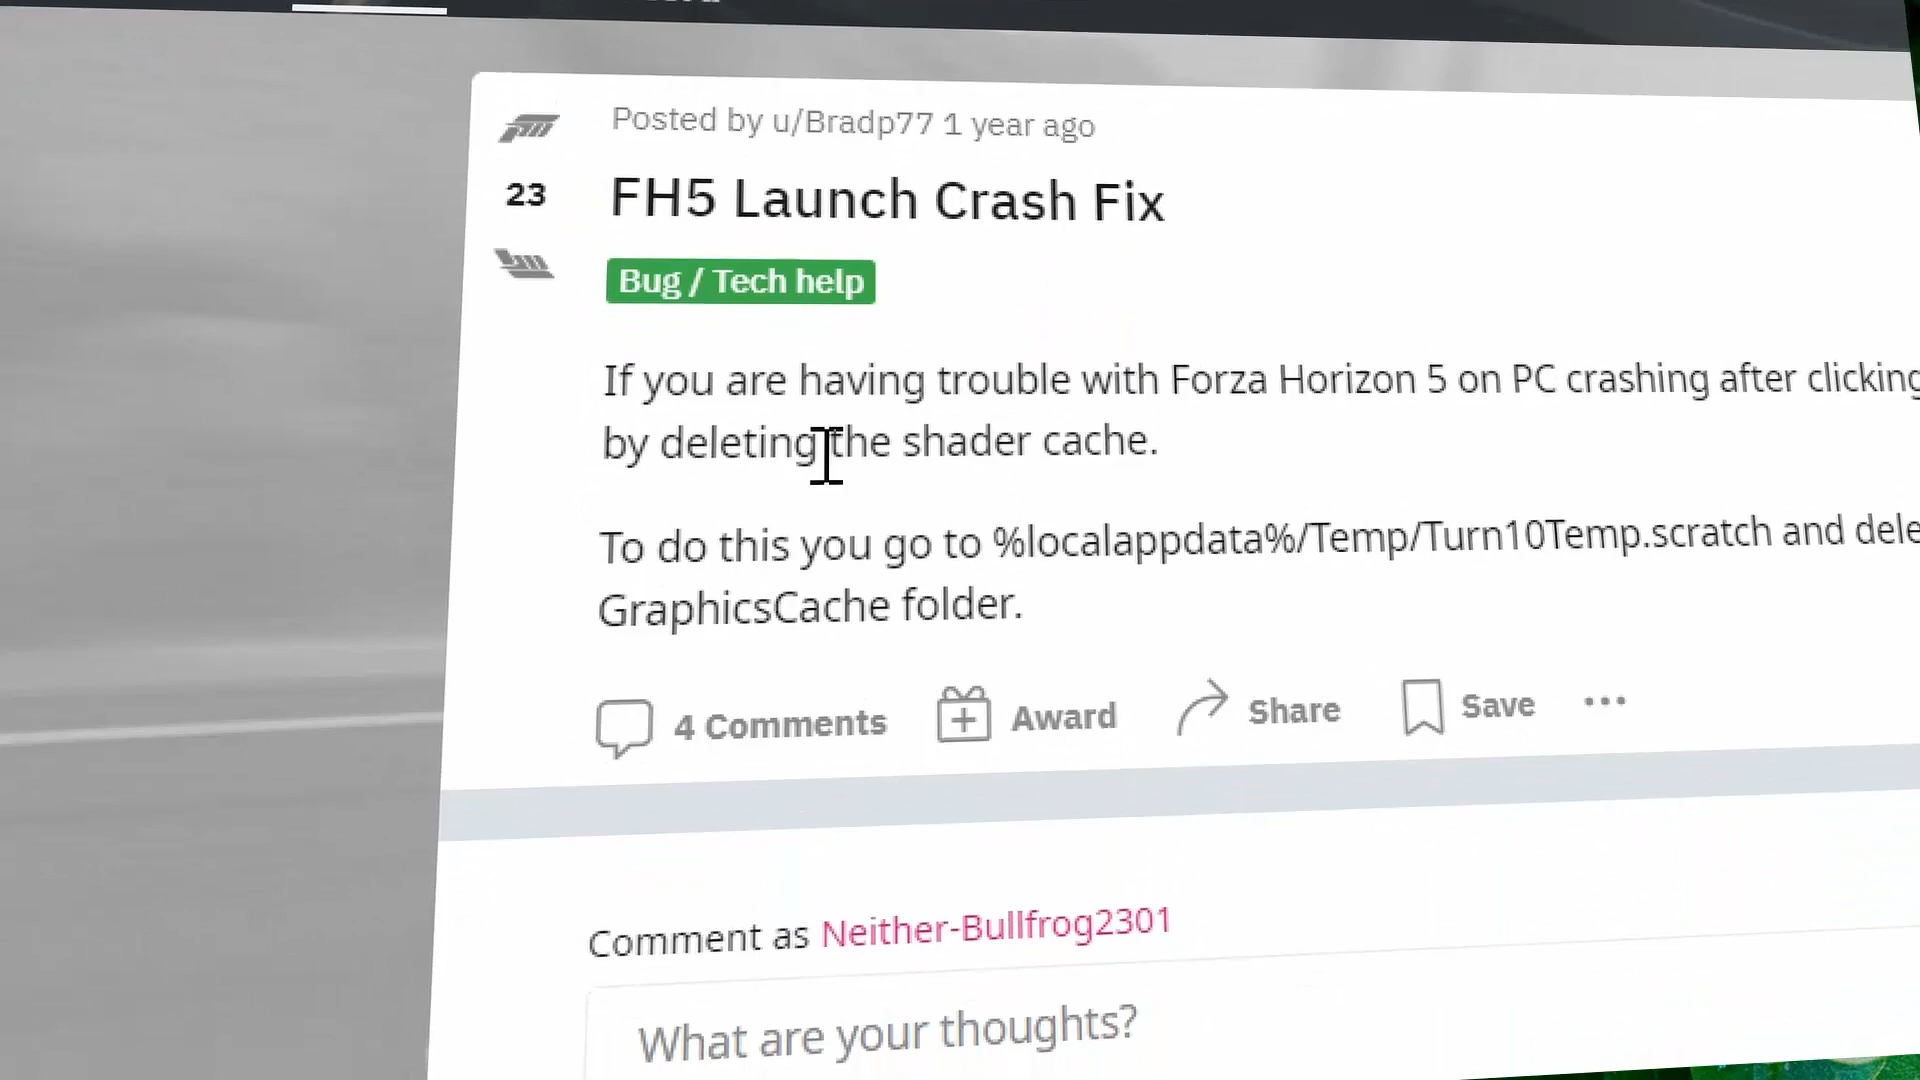 Posted by u/Bradp77 1 year ago
23
FH5 Launch Crash Fix
Bug / Tech help
If you are having trouble with Forza Horizon 5 on PC crashing after clicking
by deleting the shader cache.
To do this you go to %localappdata%/Temp/Turn10Temp.scratch and dele
GraphicsCache folder.
4 Comments
Award
Share
Save
Comment as Neither-Bullfrog2301
What are your thoughts?